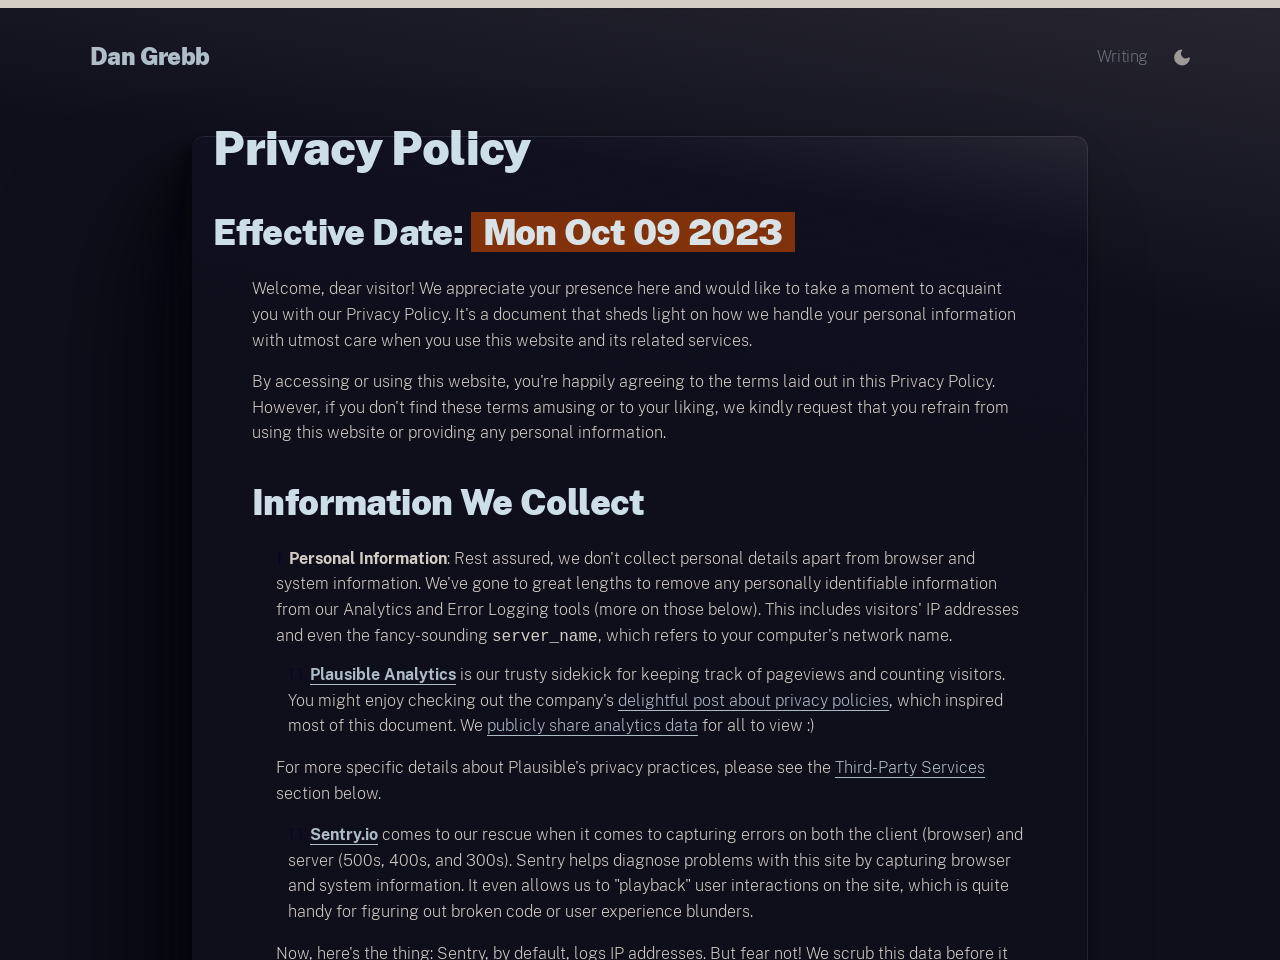 Dan Grebb
Writing
Privacy Policy
Effective Date: Mon Oct 09 2023
Welcome, dear visitor! We appreciate your presence here and would like to take a moment to acquaint
you with our Privacy Policy. It's a document that sheds light on how we handle your personal information
with utmost care when you use this website and its related services.
By accessing or using this website, you're happily agreeing to the terms laid out in this Privacy Policy.
However, if you don't find these terms amusing or to your liking, we kindly request that you refrain from
using this website or providing any personal information.
Information We Collect
Personal Information: Rest assured, we don't collect personal details apart from browser and
system information. We've gone to great lengths to remove any personally identifiable information
from our Analytics and Error Logging tools (more on those below). This includes visitors' IP addresses
and even the fancy-sounding server_name, which refers to your computer's network name.
Plausible Analytics is our trusty sidekick for keeping track of pageviews and counting visitors.
You might enjoy checking out the company's delightful post about privacy policies, which inspired
most of this document. We publicly share analytics data for all to view :)
For more specific details about Plausible's privacy practices, please see the Third-Party Services
section below.
Sentry.io comes to our rescue when it comes to capturing errors on both the client (browser) and
server (500s, 400s, and 300s). Sentry helps diagnose problems with this site by capturing browser
and system information. It even allows us to "playback" user interactions on the site, which is quite
handy for figuring out broken code or user experience blunders.
Now, here's the thing: Sentry, by default, logs IP addresses. But fear not! We scrub this data before it